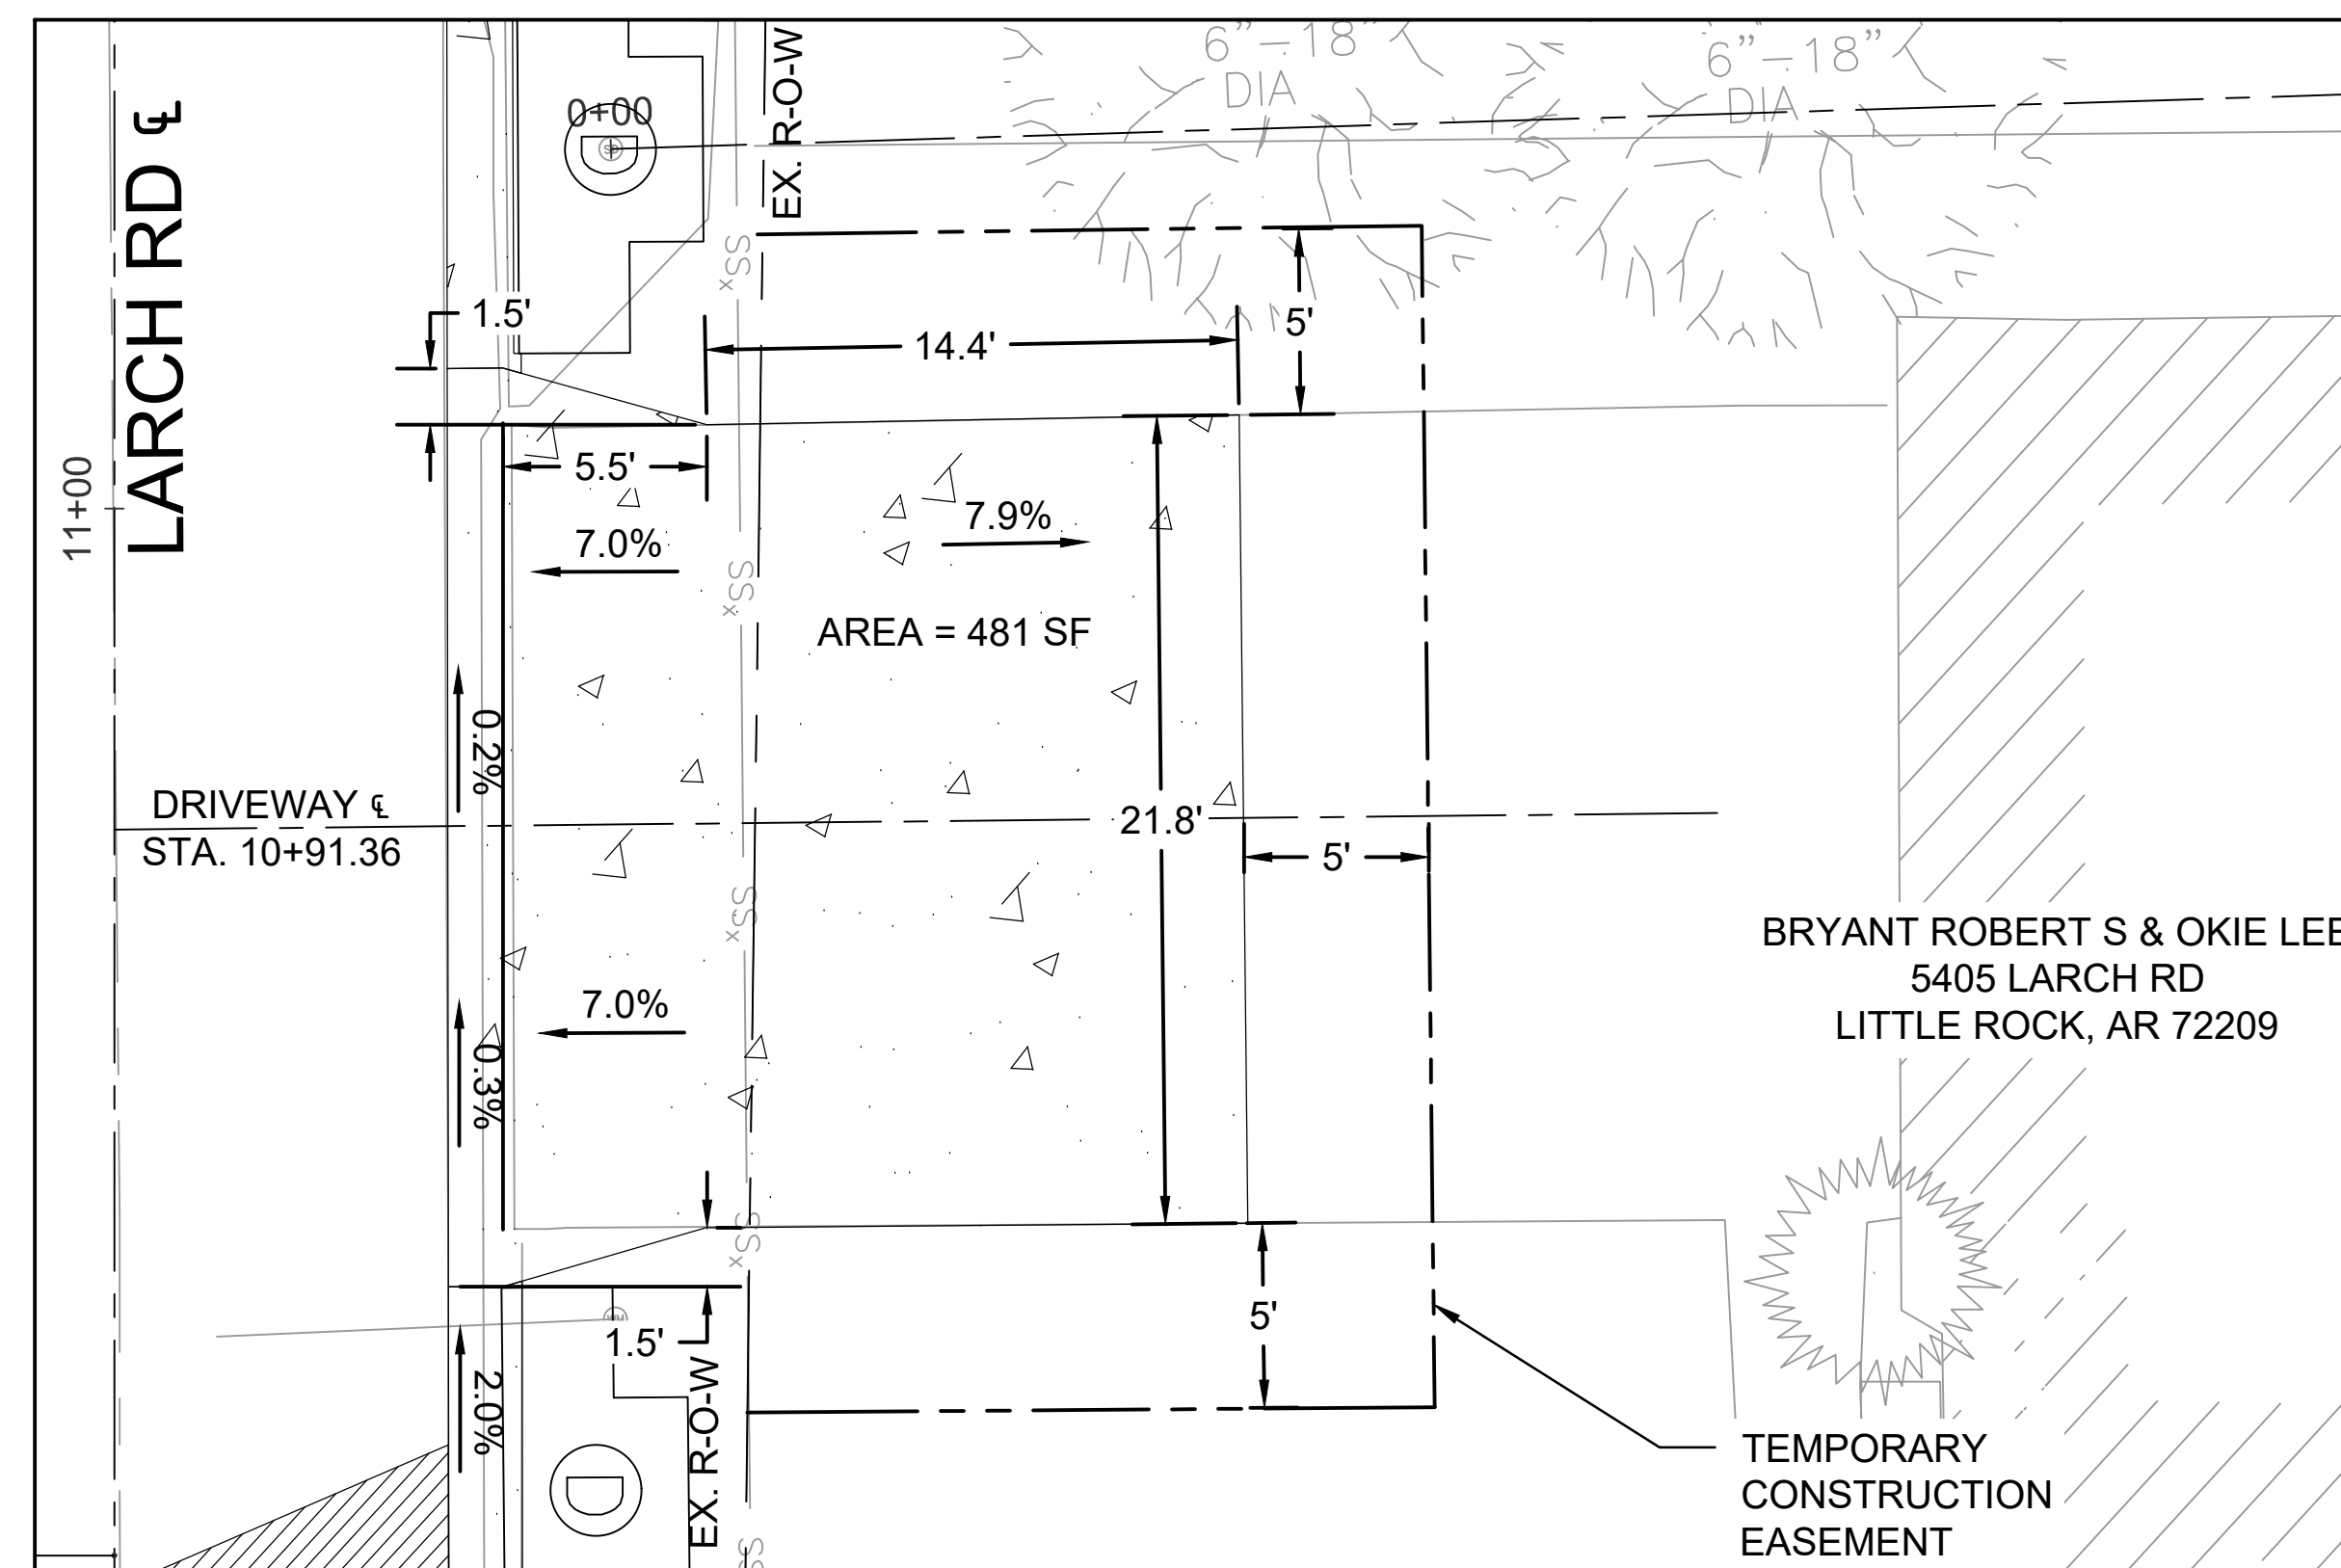 6"-18"
DIA
6"-18"
DIA
0+00
SD
EX. R-O-W
LARCH RD ℄
SS
x
1.5'
14.4'
5'
5.5'
11+00
7.9%
7.0%
SS
x
AREA = 481 SF
0.2%
DRIVEWAY ℄
STA. 10+91.36
21.8'
5'
SS
x
BRYANT ROBERT S & OKIE LEE
5405 LARCH RD
LITTLE ROCK, AR 72209
7.0%
0.3%
SS
x
1.5'
5'
EX. R-O-W
2.0%
TEMPORARY
CONSTRUCTION
EASEMENT
SS